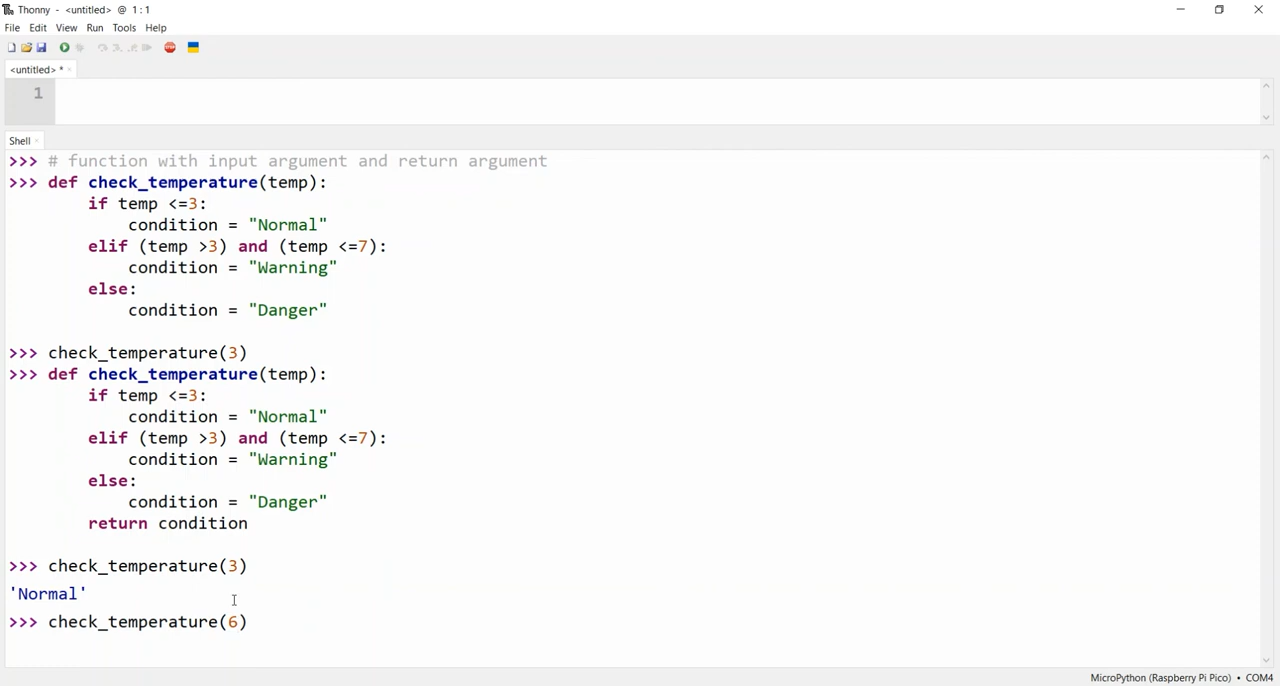 Thonny - <untitled> @ 1 : 1
File Edit View Run Tools Help
STOP
<untitled> * ×
1
Shell ×
>>> # function with input argument and return argument
>>> def check_temperature(temp):
        if temp <=3:
            condition = "Normal"
        elif (temp >3) and (temp <=7):
            condition = "Warning"
        else:
            condition = "Danger"
>>> check_temperature(3)
>>> def check_temperature(temp):
        if temp <=3:
            condition = "Normal"
        elif (temp >3) and (temp <=7):
            condition = "Warning"
        else:
            condition = "Danger"
        return condition
>>> check_temperature(3)
'Normal'
>>> check_temperature(6)
MicroPython (Raspberry Pi Pico) • COM4